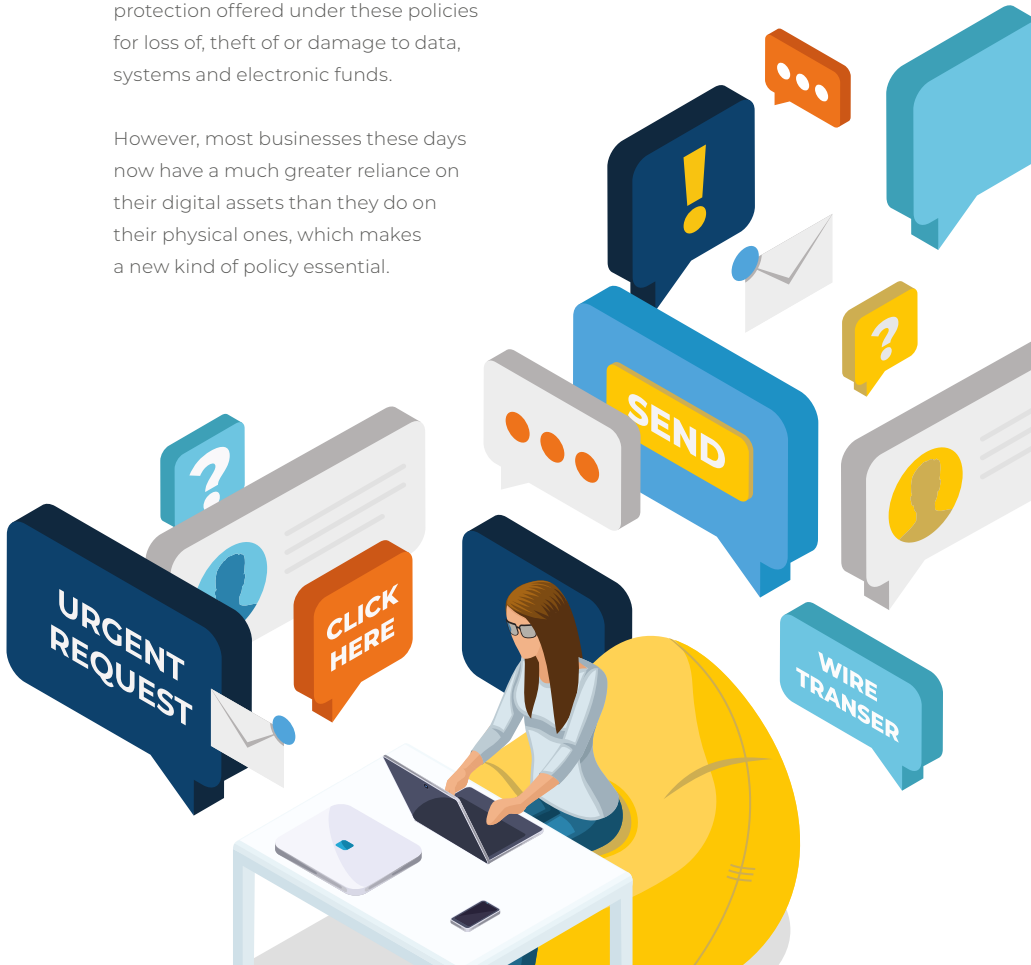 protection offered under these policies
for loss of, theft of or damage to data,
systems and electronic funds.
However, most businesses these days
now have a much greater reliance on
their digital assets than they do on
their physical ones, which makes
a new kind of policy essential.
!
?
SEND
?
URGENT
REQUEST
CLICK
HERE
WIRE
TRANSER